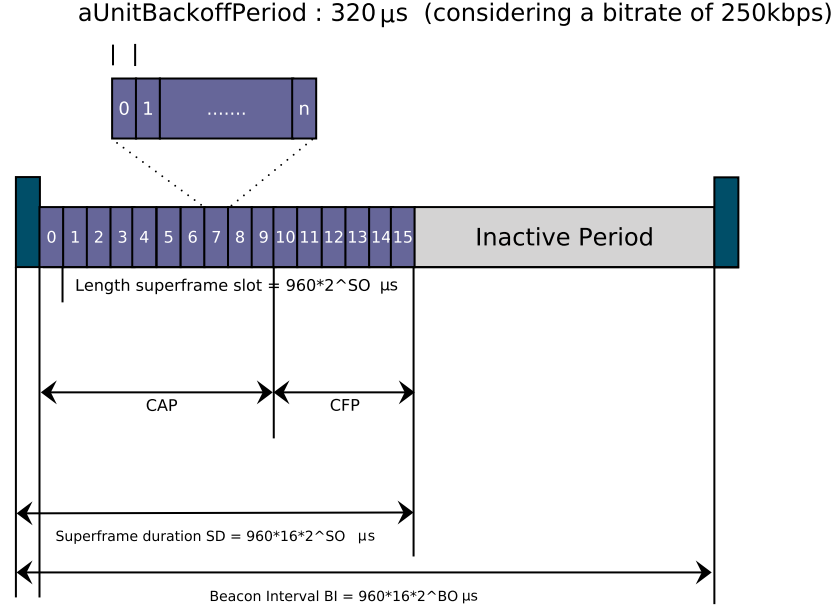 aUnitBackoffPeriod : 320 µs (considering a bitrate of 250kbps)
0 1 ....... n
0 1 2 3 4 5 6 7 8 9 10 11 12 13 14 15 Inactive Period
Length superframe slot = 960*2^SO µs
CAP CFP
Superframe duration SD = 960*16*2^SO µs
Beacon Interval BI = 960*16*2^BO µs